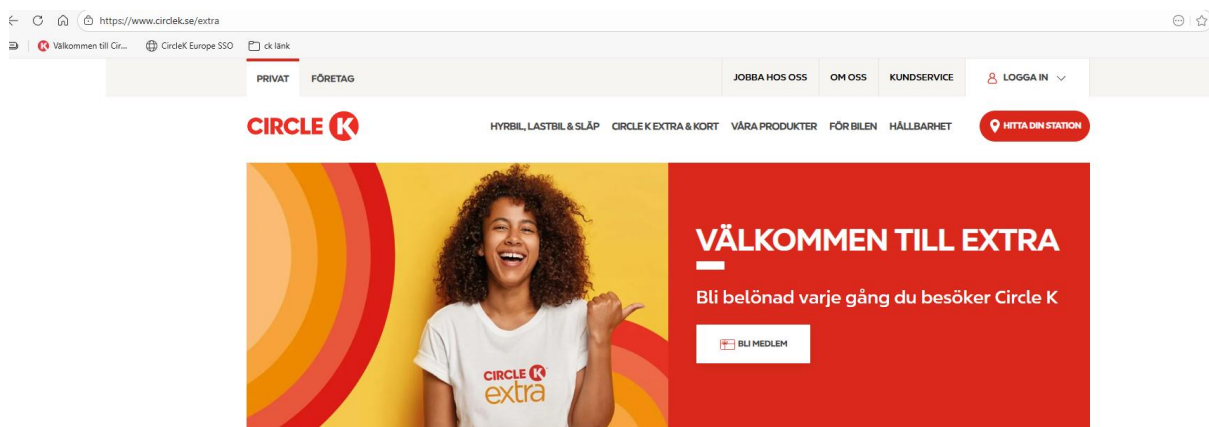 https://www.circlek.se/extra
Välkommen till Cir... CircleK Europe SSO ck länk
PRIVAT FÖRETAG JOBBA HOS OSS OM OSS KUNDSERVICE LOGGA IN
CIRCLE K HYRBIL, LASTBIL & SLÄP CIRCLE K EXTRA & KORT VÅRA PRODUKTER FÖR BILEN HÅLLBARHET HITTA DIN STATION
VÄLKOMMEN TILL EXTRA
Bli belönad varje gång du besöker Circle K
BLI MEDLEM
CIRCLE K
extra